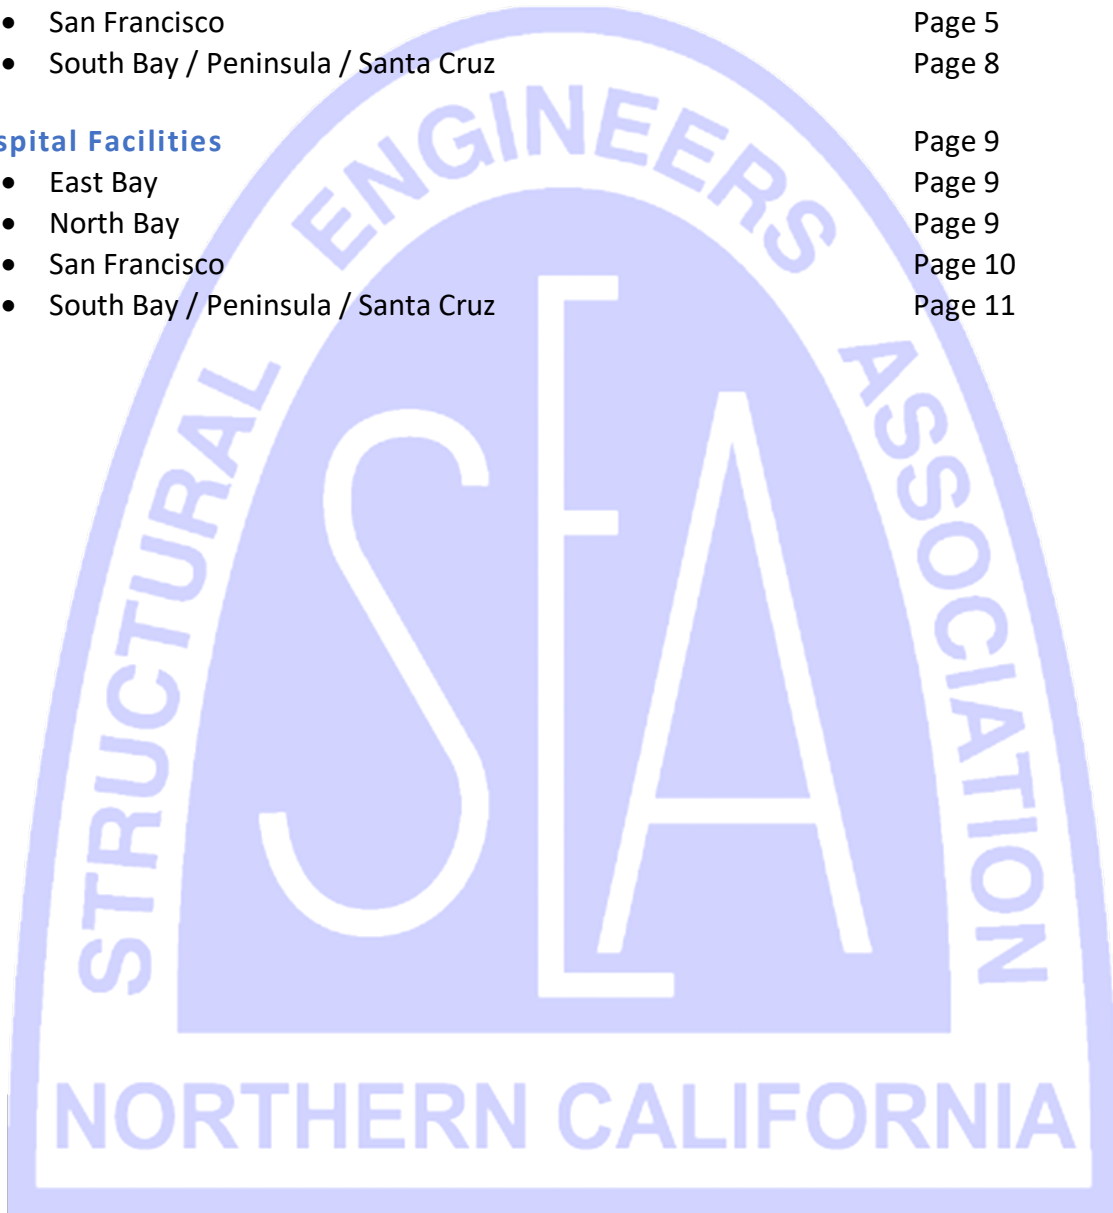 • San Francisco Page 5
• South Bay / Peninsula / Santa Cruz Page 8
spital Facilities Page 9
• East Bay Page 9
• North Bay Page 9
• San Francisco Page 10
• South Bay / Peninsula / Santa Cruz Page 11
STRUCTURAL ENGINEERS ASSOCIATION
SEA
NORTHERN CALIFORNIA